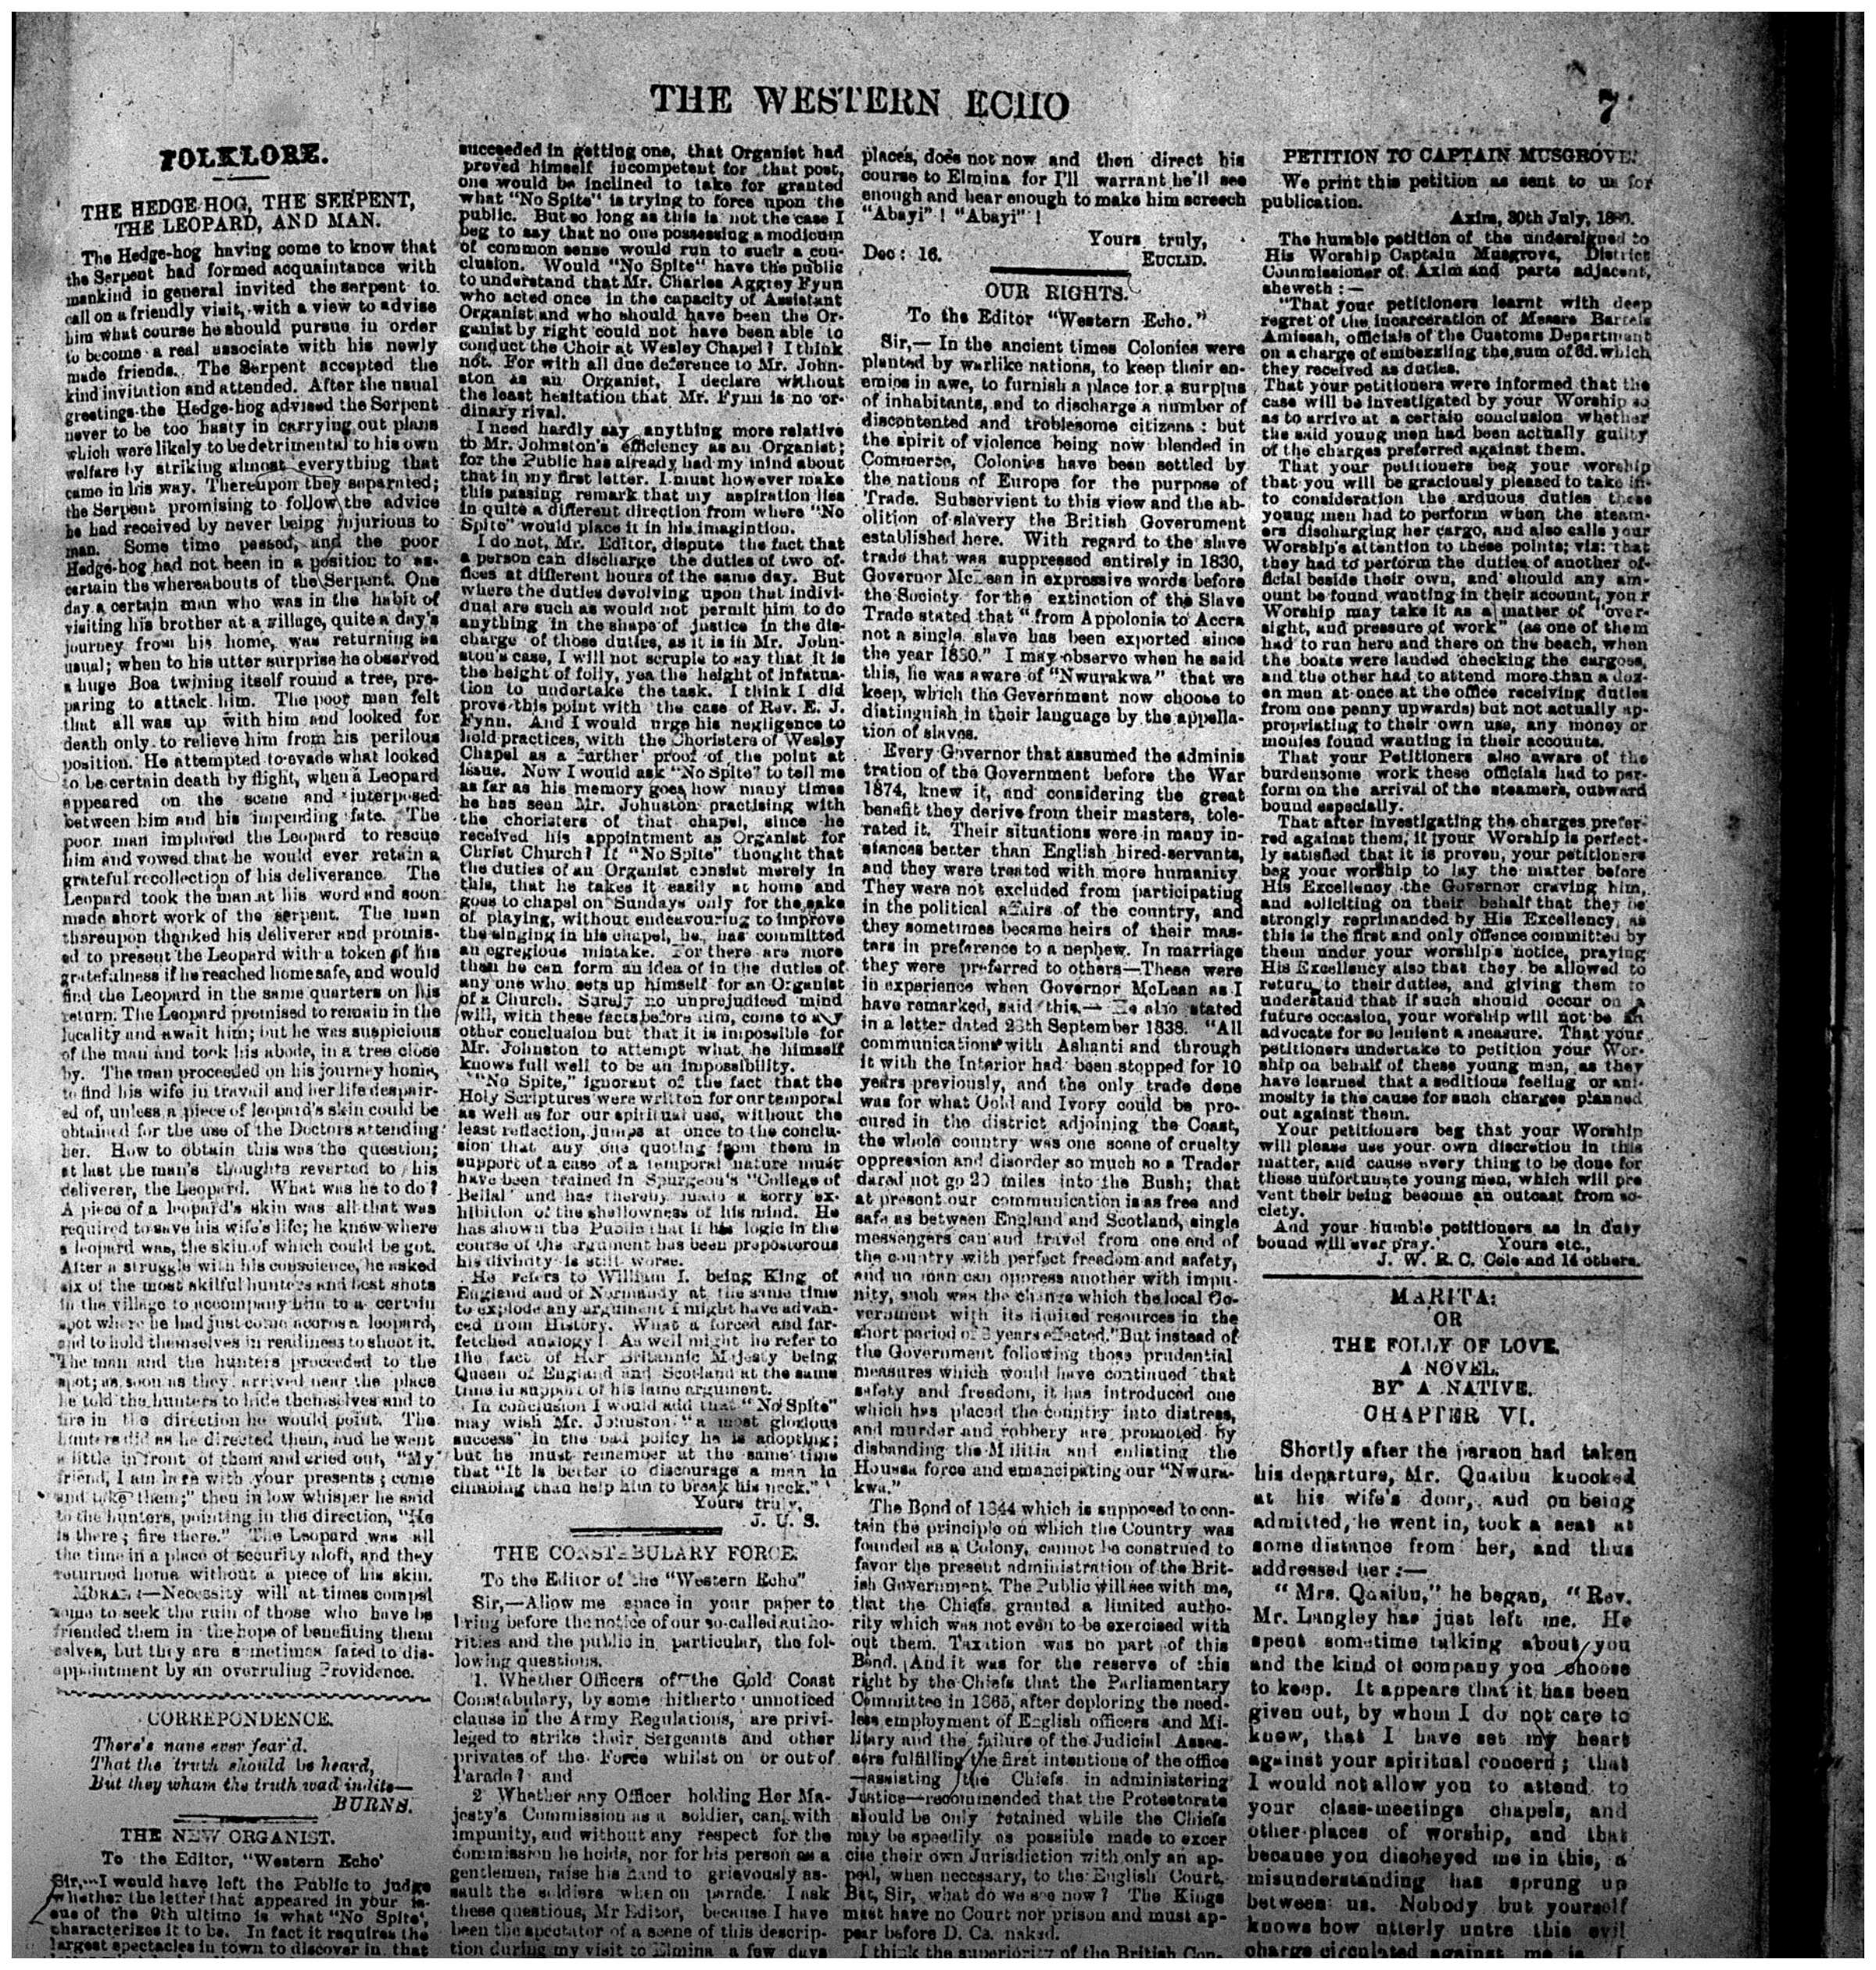 THE WESTERN ECHO
7
FOLKLORE.
THE HEDGE-HOG, THE SERPENT,
THE LEOPARD, AND MAN.
The Hedge-hog having come to know that
the Serpent had formed acquaintance with
mankind in general invited the serpent to
call on a friendly visit, with a view to advise
him what course he should pursue in order
to become a real associate with his newly
made friends. The Serpent accepted the
kind invitation and attended. After the usual
greetings the Hedge-hog advised the Serpent
never to be too hasty in carrying out plans
which were likely to be detrimental to his own
welfare by striking almost everything that
came in his way. Thereupon they separated;
the Serpent promising to follow the advice
he had received by never being injurious to
man. Some time passed, and the poor
Hedge-hog had not been in a position to as-
certain the whereabouts of the Serpent. One
day a certain man who was in the habit of
visiting his brother at a village, quite a day's
journey from his home, was returning as
usual; when to his utter surprise he observed
a huge Boa twining itself round a tree, pre-
paring to attack him. The poor man felt
that all was up with him and looked for
death only to relieve him from his perilous
position. He attempted to evade what looked
to be certain death by flight, when a Leopard
appeared on the scene and interposed
between him and his impending fate. The
poor man implored the Leopard to rescue
him and vowed that he would ever retain a
grateful recollection of his deliverance. The
Leopard took the man at his word and soon
made short work of the serpent. The man
thereupon thanked his deliverer and promis-
ed to present the Leopard with a token of his
gratefulness if he reached home safe, and would
find the Leopard in the same quarters on his
return. The Leopard promised to remain in the
locality and await him; but he was suspicious
of the man and took his abode, in a tree close
by. The man proceeded on his journey home,
to find his wife in travail and her life despair-
ed of, unless a piece of leopard's skin could be
obtained for the use of the Doctors attending
her. How to obtain this was the question;
at last the man's thoughts reverted to his
deliverer, the Leopard. What was he to do?
A piece of a leopard's skin was all that was
required to save his wife's life; he knew where
a leopard was, the skin of which could be got.
After a struggle with his conscience, he asked
six of the most skilful hunters and best shots
in the village to accompany him to a certain
spot where he had just come across a leopard,
and to hold themselves in readiness to shoot it.
The man and the hunters proceeded to the
spot; as soon as they arrived near the place
he told the hunters to hide themselves and to
fire in the direction he would point. The
hunters did as he directed them, and he went
a little in front of them and cried out, "My
friend, I am here with your presents; come
and take them;" then in low whisper he said
to the hunters, pointing in the direction, "He
is there; fire there." The Leopard was all
the time in a place of security aloft, and they
returned home without a piece of his skin.
MORAL:—Necessity will at times compel
some to seek the ruin of those who have be
friended them in the hope of benefiting them
selves, but they are sometimes fated to dis-
appointment by an overruling Providence.
CORREPONDENCE.
There's nane ever fear'd,
That the truth should be heard,
But they wham the truth wad indite—
BURNS.
THE NEW ORGANIST.
To the Editor, "Western Echo"
Sir,—I would have left the Public to judge
whether the letter that appeared in your is-
sue of the 9th ultimo is what "No Spite",
characterizes it to be. In fact it requires the
largest spectacles in town to discover in that
succeeded in getting one, that Organist had
proved himself incompetent for that post,
one would be inclined to take for granted
what "No Spite" is trying to force upon the
public. But so long as this is not the case I
beg to say that no one possessing a modicum
of common sense would run to such a con-
clusion. Would "No Spite" have the public
to understand that Mr. Charles Aggrey Fynn
who acted once in the capacity of Assistant
Organist and who should have been the Or-
ganist by right could not have been able to
conduct the Choir at Wesley Chapel? I think
not. For with all due deference to Mr. John-
ston as an Organist, I declare without
the least hesitation that Mr. Fynn is no or-
dinary rival.
I need hardly say anything more relative
to Mr. Johnston's efficiency as an Organist;
for the Public has already had my mind about
that in my first letter. I must however make
this passing remark that my aspiration lies
in quite a different direction from where "No
Spite" would place it in his imagintion.
I do not, Mr. Editor, dispute the fact that
a person can discharge the duties of two of-
fices at different hours of the same day. But
where the duties devolving upon that indivi-
dual are such as would not permit him to do
anything in the shape of justice in the dis-
charge of those duties, as it is in Mr. John-
ston's case, I will not scruple to say that it is
the height of folly, yea the height of infatua-
tion to undertake the task. I think I did
prove this point with the case of Rev. E. J.
Fynn. And I would urge his negligence to
hold practices, with the Choristers of Wesley
Chapel as a further proof of the point at
issue. Now I would ask "No Spite" to tell me
as far as his memory goes how many times
he has seen Mr. Johnston practising with
the choristers of that chapel, since he
received his appointment as Organist for
Christ Church? If "No Spite" thought that
the duties of an Organist consist merely in
this, that he takes it easily at home and
goes to chapel on Sundays only for the sake
of playing, without endeavouring to improve
the singing in his chapel, he has committed
an egregious mistake. For there are more
than he can form an idea of in the duties of
any one who sets up himself for an Organist
of a Church. Surely no unprejudiced mind
will, with these facts before him, come to any
other conclusion but that it is impossible for
Mr. Johnston to attempt what he himself
knows full well to be an impossibility.
"No Spite," ignorant of the fact that the
Holy Scriptures were written for our temporal
as well as for our spiritual use, without the
least reflection, jumps at once to the conclu-
sion that any one quoting from them in
support of a case of a temporal nature must
have been trained in Spurgeon's "College of
Belial" and has thereby made a sorry ex-
hibition of the shallowness of his mind. He
has shown the Public that if his logic in the
course of the argument has been preposterous
his divinity is still worse.
He refers to William I. being King of
England and of Normandy at the same time
to explode any argument I might have advan-
ced from History. What a forced and far-
fetched analogy! As well might he refer to
the fact of Her Britannic Majesty being
Queen of England and Scotland at the same
time in support of his lame argument.
In conclusion I would add that "No Spite"
may wish Mr. Johnston "a most glorious
success" in the bad policy he is adopting;
but he must remember at the same time
that "It is better to discourage a man in
climbing than help him to break his neck."
Yours truly,
J. U. S.
THE CONSTABULARY FORCE.
To the Editor of the "Western Echo"
Sir,—Allow me space in your paper to
bring before the notice of our so-called autho-
rities and the public in particular, the fol-
lowing questions.
1. Whether Officers of the Gold Coast
Constabulary, by some hitherto unnoticed
clause in the Army Regulations, are privi-
leged to strike their Sergeants and other
privates of the Force whilst on or out of
Parade? and
2 Whether any Officer holding Her Ma-
jesty's Commission as a soldier, can, with
impunity, and without any respect for the
commission he holds, nor for his person as a
gentlemen, raise his hand to grievously as-
sault the soldiers when on parade. I ask
these questions, Mr Editor, because I have
been the spectator of a scene of this descrip-
tion during my visit to Elmina a few days
places, does not now and then direct his
course to Elmina for I'll warrant he'll see
enough and hear enough to make him screech
"Abayi"! "Abayi"!
Yours truly,
Dec: 16. EUCLID.
OUR RIGHTS.
To the Editor "Western Echo."
Sir,— In the ancient times Colonies were
planted by warlike nations, to keep their en-
emies in awe, to furnish a place for a surplus
of inhabitants, and to discharge a number of
discontented and troblesome citizens: but
the spirit of violence being now blended in
Commerce, Colonies have been settled by
the nations of Europe for the purpose of
Trade. Subservient to this view and the ab-
olition of slavery the British Government
established here. With regard to the slave
trade that was suppressed entirely in 1830,
Governor McLean in expressive words before
the Society for the extinction of the Slave
Trade stated that "from Appolonia to Accra
not a single slave has been exported since
the year 1830." I may observe when he said
this, he was aware of "Nwurakwa" that we
keep, which the Government now choose to
distinguish in their language by the appella-
tion of slaves.
Every Governor that assumed the adminis
tration of the Government before the War
1874, knew it, and considering the great
benefit they derive from their masters, tole-
rated it. Their situations were in many in-
stances better than English hired-servants,
and they were treated with more humanity.
They were not excluded from participating
in the political affairs of the country, and
they sometimes became heirs of their mas-
ters in preference to a nephew. In marriage
they were preferred to others—These were
in experience when Governor McLean as I
have remarked, said this,— He also stated
in a letter dated September 1838. "All
communications with Ashanti and through
it with the Interior had been stopped for 10
years previously, and the only trade done
was for what Gold and Ivory could be pro-
cured in the district adjoining the Coast,
the whole country was one scene of cruelty
oppression and disorder so much so a Trader
dared not go 20 miles into the Bush; that
at present our communication is as free and
safe as between England and Scotland, single
messengers can and travel from one end of
the country with perfect freedom and safety,
and no man can oppress another with impu-
nity, such was the change which the local Go-
vernment with its limited resources in the
short period of years effected." But instead of
the Government following those prudential
measures which would have continued that
safety and freedom, it has introduced one
which has placed the country into distress,
and murder and robbery are promoted by
disbanding the Militia and enlisting the
Houssa force and emancipating our "Nwura-
kwa."
The Bond of 1844 which is supposed to con-
tain the principle on which the Country was
founded as a Colony, cannot be construed to
favor the present administration of the Brit-
ish Government. The Public will see with me,
that the Chiefs granted a limited autho-
rity which was not even to be exercised with
out them. Taxation was no part of this
Bond. And it was for the reserve of this
right by the Chiefs that the Parliamentary
Committee in 1865, after deploring the need-
less employment of English officers and Mi-
litary and the failure of the Judicial Asses-
sors fulfilling the first intentions of the office
—assisting the Chiefs in administering
Justice—recommended that the Protectorate
should be only retained while the Chiefs
may be speedily as possible made to excer
cise their own Jurisdiction with only an ap-
peal, when necessary, to the English Court.
But, Sir, what do we see now? The Kings
must have no Court nor prison and must ap-
pear before D. Cs. naked.
I think the superiority of the British Con-
PETITION TO CAPTAIN MUSGROVE.
We print this petition as sent to us for
publication.
Axim, 30th July, 1886.
The humble petition of the undersigned to
His Worship Captain Musgrove, District
Commissioner of Axim and parts adjacent,
sheweth:—
"That your petitioners learnt with deep
regret of the incarceration of Messrs Bartels
Amissah, officials of the Customs Department
on a charge of embezzling the sum of 6d. which
they received as duties.
That your petitioners were informed that the
case will be investigated by your Worship so
as to arrive at a certain conclusion whether
the said young men had been actually guilty
of the charges preferred against them.
That your petitioners beg your worship
that you will be graciously pleased to take in-
to consideration the arduous duties these
young men had to perform when the steam-
ers discharging her cargo, and also calls your
Worship's attention to these points; viz: that
they had to perform the duties of another of-
ficial beside their own, and should any am-
ount be found wanting in their account, your
Worship may take it as a matter of "over-
sight, and pressure of work" (as one of them
had to run here and there on the beach, when
the boats were landed checking the cargoes,
and the other had to attend more than a doz-
en men at once at the office receiving duties
from one penny upwards) but not actually ap-
propriating to their own use, any money or
monies found wanting in their accounts.
That your Petitioners also aware of the
burdensome work these officials had to per-
form on the arrival of the steamers, outward
bound especially.
That after investigating the charges prefer-
red against them, if your Worship is perfect-
ly satisfied that it is proven, your petitioners
beg your worship to lay the matter before
His Excellency the Governor craving him,
and soliciting on their behalf that they be
strongly reprimanded by His Excellency, as
this is the first and only offence committed by
them under your worship's notice, praying
His Excellency also that they be allowed to
return to their duties, and giving them to
understand that if such should occur on a
future occasion, your worship will not be an
advocate for so lenient a measure. That your
petitioners undertake to petition your Wor-
ship on behalf of these young men, as they
have learned that a seditious feeling or ani-
mosity is the cause for such charges planned
out against them.
Your petitioners beg that your Worship
will please use your own discretion in this
matter, and cause every thing to be done for
these unfortunate young men, which will pre
vent their being become an outcast from so-
ciety.
And your humble petitioners as in duty
bound will ever pray." Yours etc.,
J. W. R. C. Cole and 14 others.
MARITA:
OR
THE FOLLY OF LOVE.
A NOVEL.
BY A NATIVE.
CHAPTER VI.
Shortly after the parson had taken
his departure, Mr. Quaibu knocked
at his wife's door, and on being
admitted, he went in, took a seat at
some distance from her, and thus
addressed her:—
"Mrs. Quaibu," he began, "Rev.
Mr. Langley has just left me. He
spent sometime talking about you
and the kind of company you choose
to keep. It appears that it has been
given out, by whom I do not care to
know, that I have set my heart
against your spiritual concerd; that
I would not allow you to attend to
your class-meetings chapels, and
other places of worship, and that
because you disobeyed me in this, a
misunderstanding has sprung up
between us. Nobody but yourself
knows how utterly untre this evil
charge circulated against me is. I